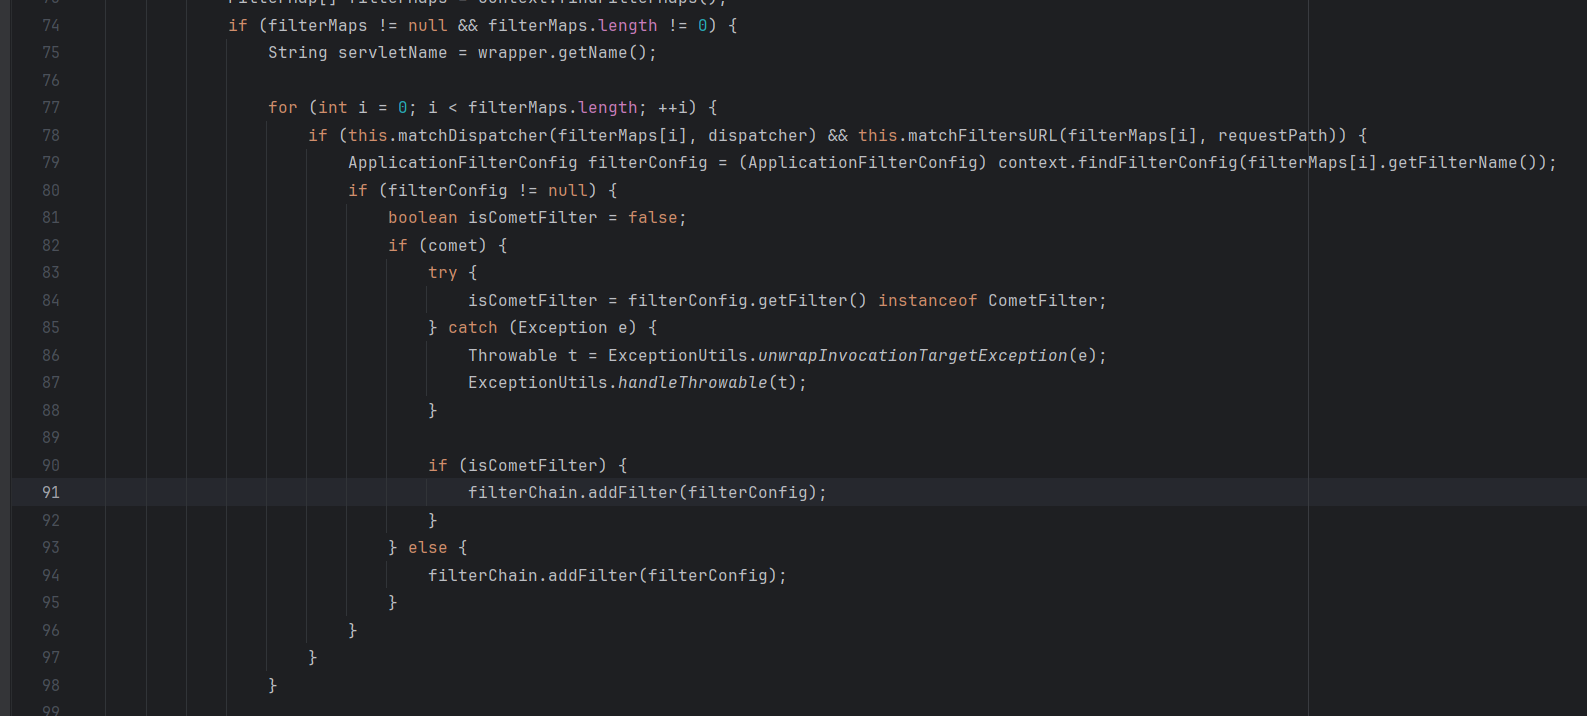 74 if (filterMaps != null && filterMaps.length != 0) {
75 String servletName = wrapper.getName();
76
77 for (int i = 0; i < filterMaps.length; ++i) {
78 if (this.matchDispatcher(filterMaps[i], dispatcher) && this.matchFiltersURL(filterMaps[i], requestPath)) {
79 ApplicationFilterConfig filterConfig = (ApplicationFilterConfig) context.findFilterConfig(filterMaps[i].getFilterName());
80 if (filterConfig != null) {
81 boolean isCometFilter = false;
82 if (comet) {
83 try {
84 isCometFilter = filterConfig.getFilter() instanceof CometFilter;
85 } catch (Exception e) {
86 Throwable t = ExceptionUtils.unwrapInvocationTargetException(e);
87 ExceptionUtils.handleThrowable(t);
88 }
89
90 if (isCometFilter) {
91 filterChain.addFilter(filterConfig);
92 }
93 } else {
94 filterChain.addFilter(filterConfig);
95 }
96 }
97 }
98 }
99